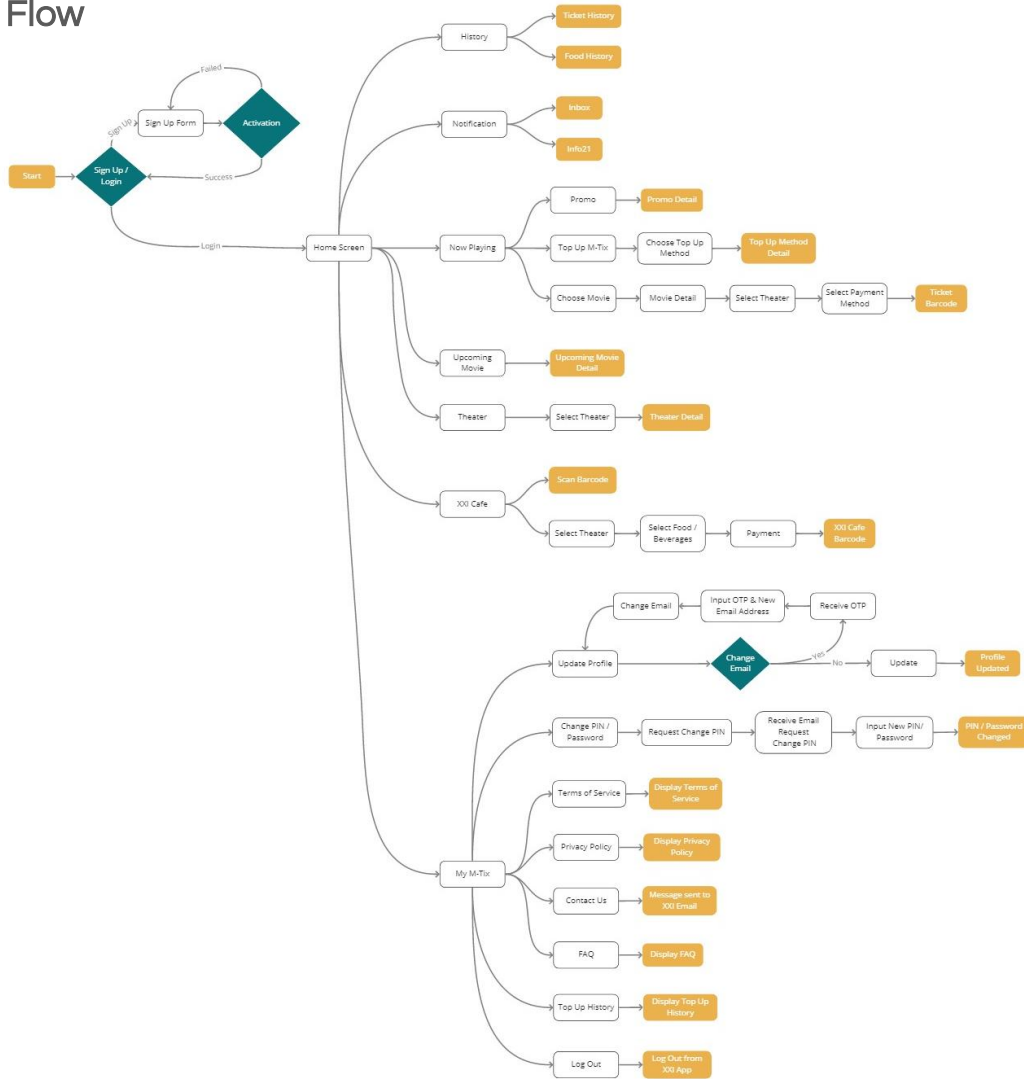 Flow
Ticket History
History
Food History
Failed
Inbox
Sign Up
Sign Up Form
Activation
Notification
Info21
Start
Sign Up /
Login
Success
Promo
Promo Detail
Login
Home Screen
Now Playing
Top Up M-Tix
Choose Top Up
Method
Top Up Method
Detail
Choose Movie
Movie Detail
Select Theater
Select Payment
Method
Ticket
Barcode
Upcoming
Movie
Upcoming Movie
Detail
Theater
Select Theater
Theater Detail
Scan Barcode
XXI Cafe
Select Theater
Select Food /
Beverages
Payment
XXI Cafe
Barcode
Change Email
Input OTP & New
Email Address
Receive OTP
Update Profile
Change
Email
Yes
No
Update
Profile
Updated
Change PIN /
Password
Request Change PIN
Receive Email
Request
Change PIN
Input New PIN/
Password
PIN / Password
Changed
Terms of Service
Display Terms of
Service
Privacy Policy
Display Privacy
Policy
My M-Tix
Contact Us
Message sent to
XXI Email
FAQ
Display FAQ
Top Up History
Display Top Up
History
Log Out
Log Out from
XXI App